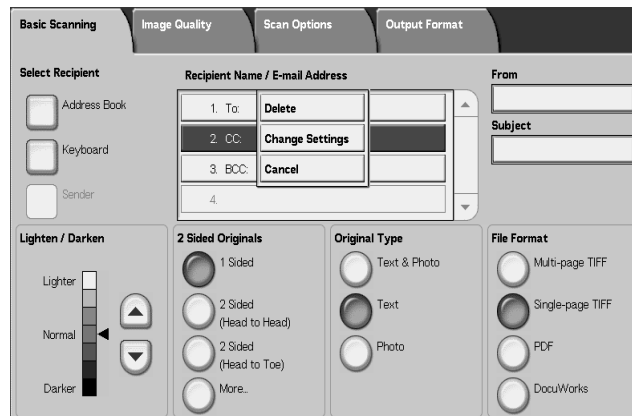 Basic Scanning
Image Quality
Scan Options
Output Format
Select Recipient
Address Book
Keyboard
Sender
Recipient Name / E-mail Address
1. To:
2. CC:
3. BCC:
4.
Delete
Change Settings
Cancel
From
Subject
Lighten / Darken
Lighter
Normal
Darker
2 Sided Originals
1 Sided
2 Sided
(Head to Head)
2 Sided
(Head to Toe)
More...
Original Type
Text & Photo
Text
Photo
File Format
Multi-page TIFF
Single-page TIFF
PDF
DocuWorks